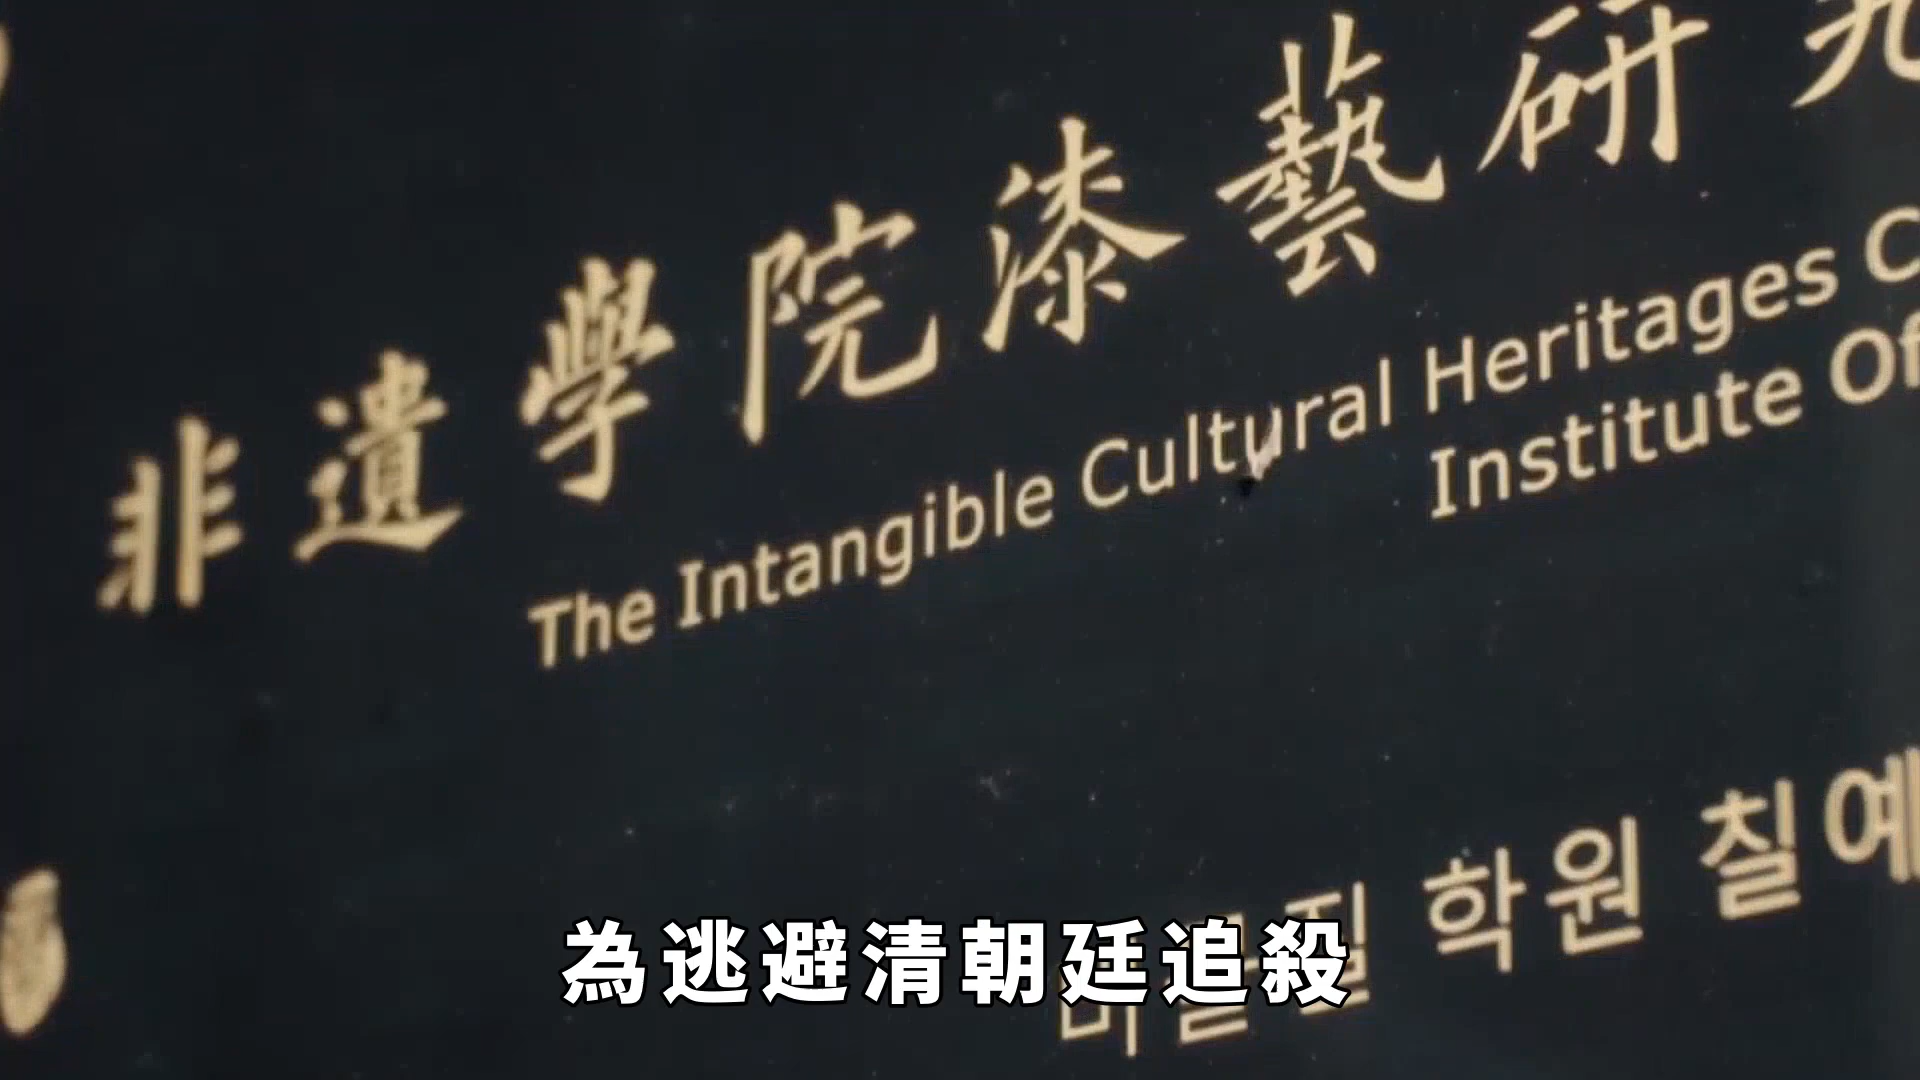 非遺學院漆藝研究
The Intangible Cultural Heritages C
Institute Of
학원 칠예
為逃避清朝廷追殺